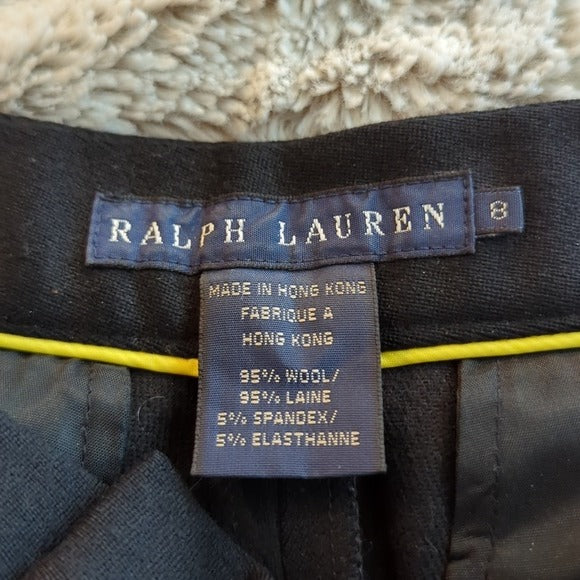 RALPH LAUREN 8
MADE IN HONG KONG
FABRIQUE A
HONG KONG
95% WOOL/
95% LAINE
5% SPANDEX/
5% ELASTHANNE